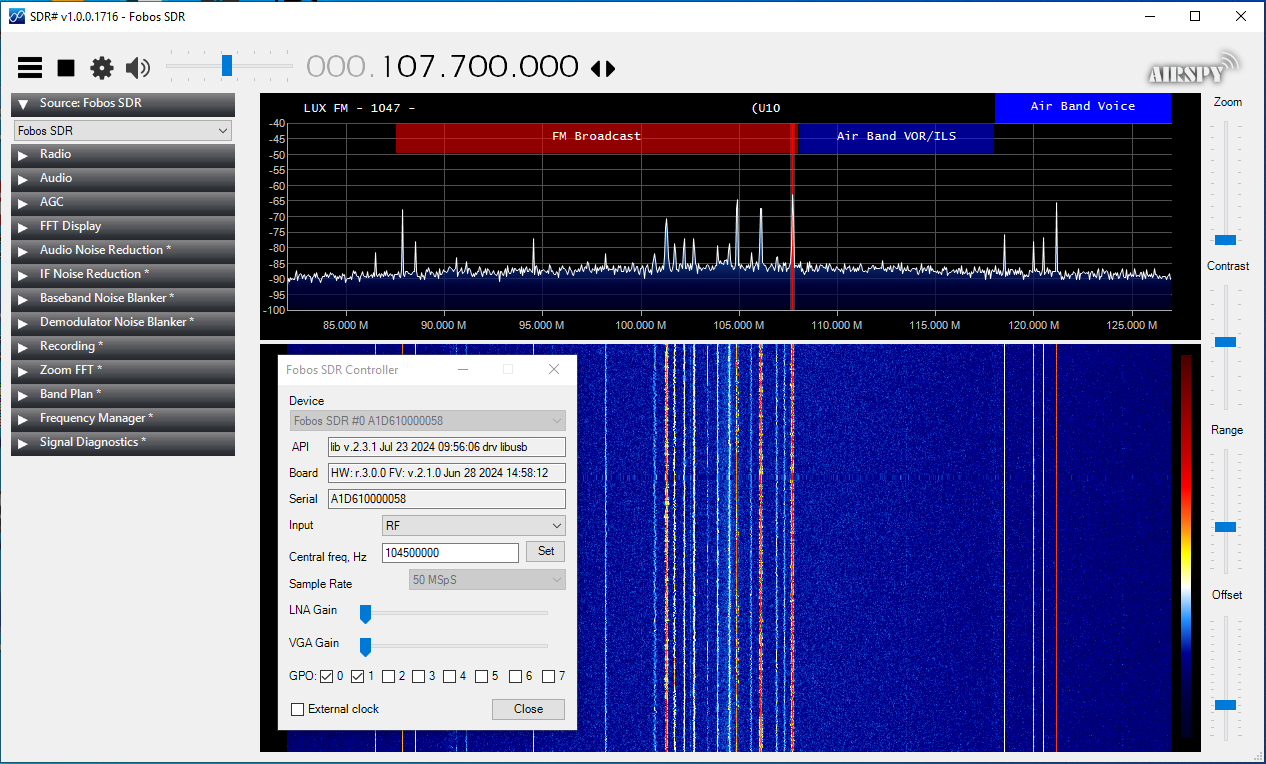 SDR# v1.0.0.1716 - Fobos SDR
000.107.700.000
AIRSPY
Source: Fobos SDR
Fobos SDR
Radio
Audio
AGC
FFT Display
Audio Noise Reduction *
IF Noise Reduction *
Baseband Noise Blanker *
Demodulator Noise Blanker *
Recording *
Zoom FFT *
Band Plan *
Frequency Manager *
Signal Diagnostics *
LUX FM - 1047 - (U10
Air Band Voice
FM Broadcast
Air Band VOR/ILS
-40
-45
-50
-55
-60
-65
-70
-75
-80
-85
-90
-95
-100
85.000 M 90.000 M 95.000 M 100.000 M 105.000 M 110.000 M 115.000 M 120.000 M 125.000 M
Zoom
Contrast
Range
Offset
Fobos SDR Controller
Device
Fobos SDR #0 A1D610000058
API lib v.2.3.1 Jul 23 2024 09:56:06 drv libusb
Board HW: r.3.0.0 FV: v.2.1.0 Jun 28 2024 14:58:12
Serial A1D610000058
Input RF
Central freq, Hz 104500000 Set
Sample Rate 50 MSpS
LNA Gain
VGA Gain
GPO: 0 1 2 3 4 5 6 7
External clock
Close